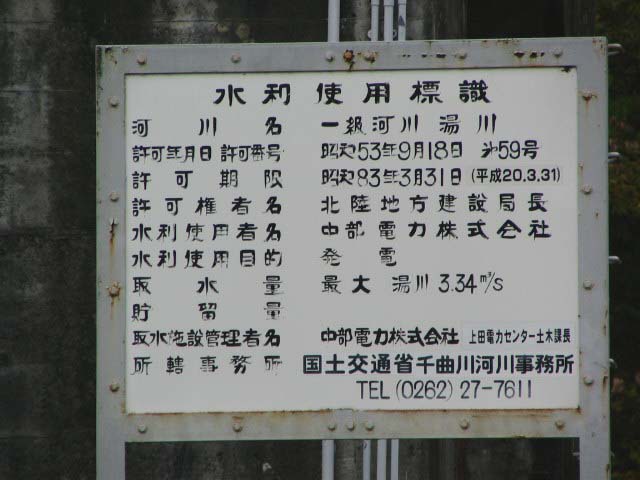 水利使用標識
河川名 一級河川 湯川
許可年月日 許可番号 昭和53年9月18日 第59号
許可期限 昭和83年3月31日 (平成20.3.31)
許可権者名 北陸地方建設局長
水利使用者名 中部電力株式会社
水利使用目的 発電
取水量 最大 湯川 3.34m³/s
貯留量
取水施設管理者名 中部電力株式会社 上田電力センター土木課長
所轄事務所 国土交通省千曲川河川事務所
TEL (0262) 27-7611